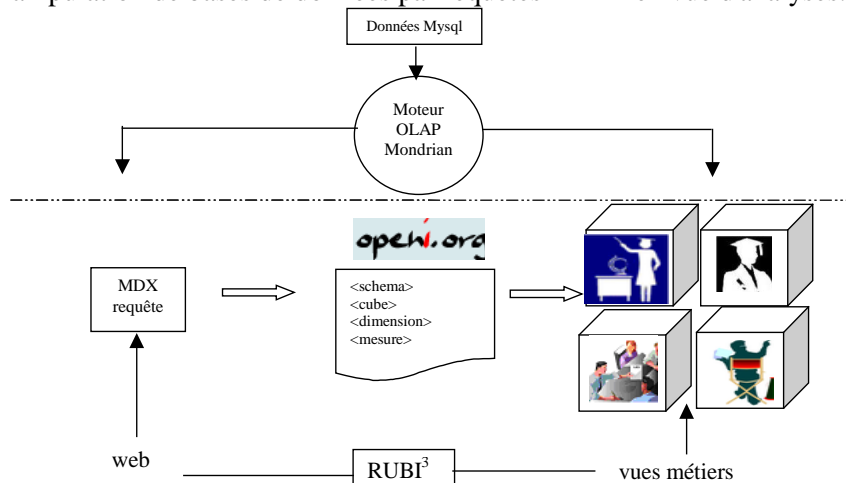 Données Mysql
Moteur
OLAP
Mondrian
openi.org
MDX
requête
<schema>
<cube>
<dimension>
<mesure>
web
RUBI³
vues métiers